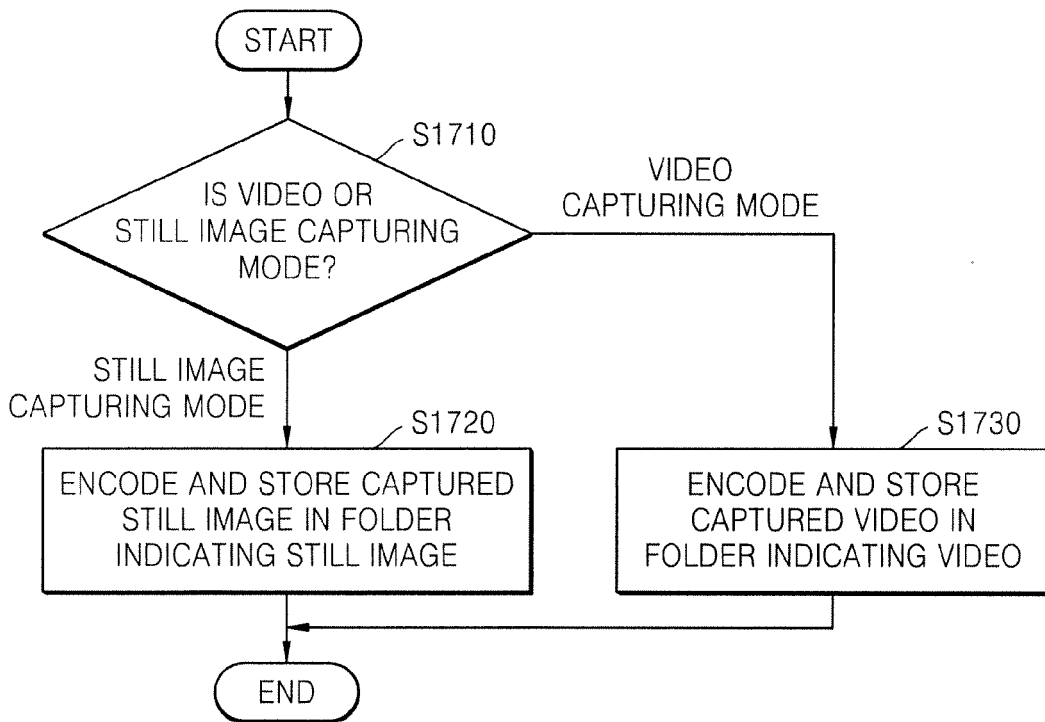 START
S1710
IS VIDEO OR
STILL IMAGE CAPTURING
MODE?
VIDEO
CAPTURING MODE
STILL IMAGE
CAPTURING MODE
S1720
ENCODE AND STORE CAPTURED
STILL IMAGE IN FOLDER
INDICATING STILL IMAGE
S1730
ENCODE AND STORE
CAPTURED VIDEO IN
FOLDER INDICATING VIDEO
END